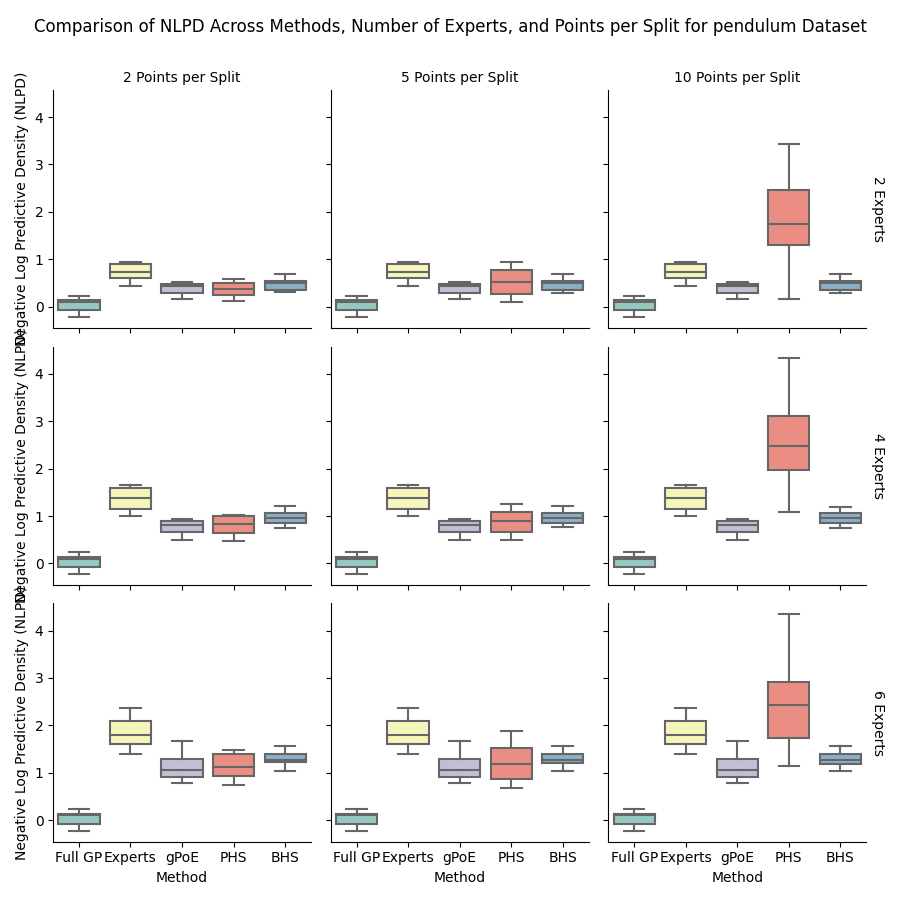 Comparison of NLPD Across Methods, Number of Experts, and Points per Split for pendulum Dataset
2 Points per Split
5 Points per Split
10 Points per Split
Negative Log Predictive Density (NLPD)
4
3
2
1
0
2 Experts
Negative Log Predictive Density (NLPD)
4
3
2
1
0
4 Experts
Negative Log Predictive Density (NLPD)
4
3
2
1
0
6 Experts
Full GP Experts gPoE PHS BHS
Method
Full GP Experts gPoE PHS BHS
Method
Full GP Experts gPoE PHS BHS
Method